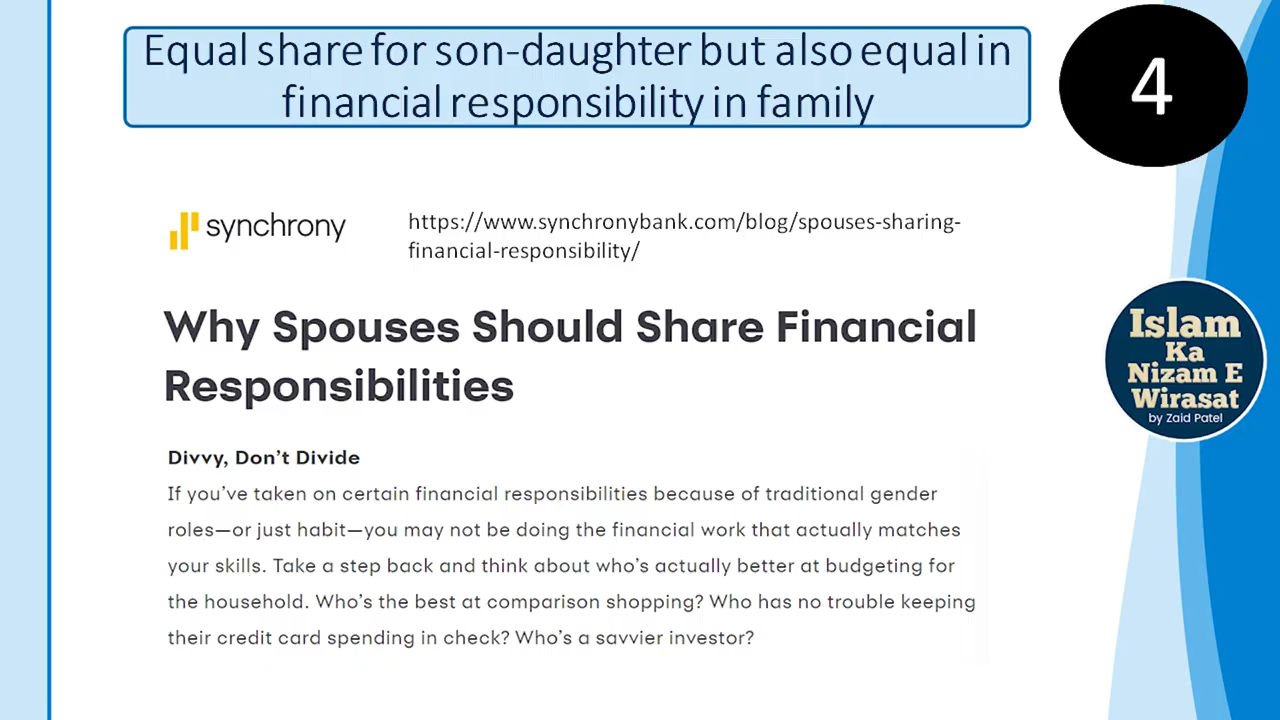 Equal share for son-daughter but also equal in
financial responsibility in family
4
synchrony
https://www.synchronybank.com/blog/spouses-sharing-
financial-responsibility/
Why Spouses Should Share Financial
Responsibilities
Divvy, Don't Divide
If you've taken on certain financial responsibilities because of traditional gender
roles—or just habit—you may not be doing the financial work that actually matches
your skills. Take a step back and think about who's actually better at budgeting for
the household. Who's the best at comparison shopping? Who has no trouble keeping
their credit card spending in check? Who's a savvier investor?
Islam
Ka
Nizam E
Wirasat
by Zaid Patel